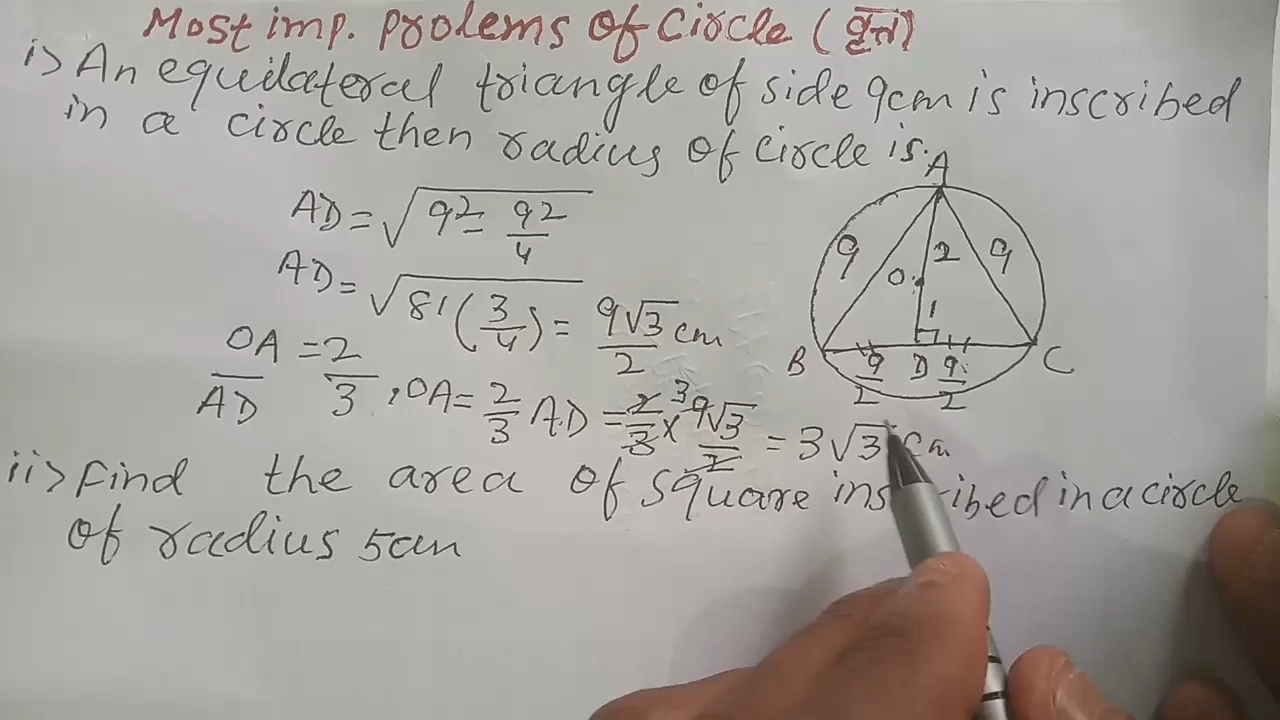 Most imp. prolems of Circle (वृत्त)
i> An equilateral triangle of side 9cm is inscribed
in a circle then radius of circle is.
AD = √(9² - 9²/4)
AD = √(81(3/4)) = 9√3/2 cm
OA/AD = 2/3, OA = 2/3 AD = 2/3 × 9√3/2 3 = 3√3 cm
A
9 2 9
O
1
B 9/2 D 9/2 C
ii> Find the area of square inscribed in a circle
of radius 5cm